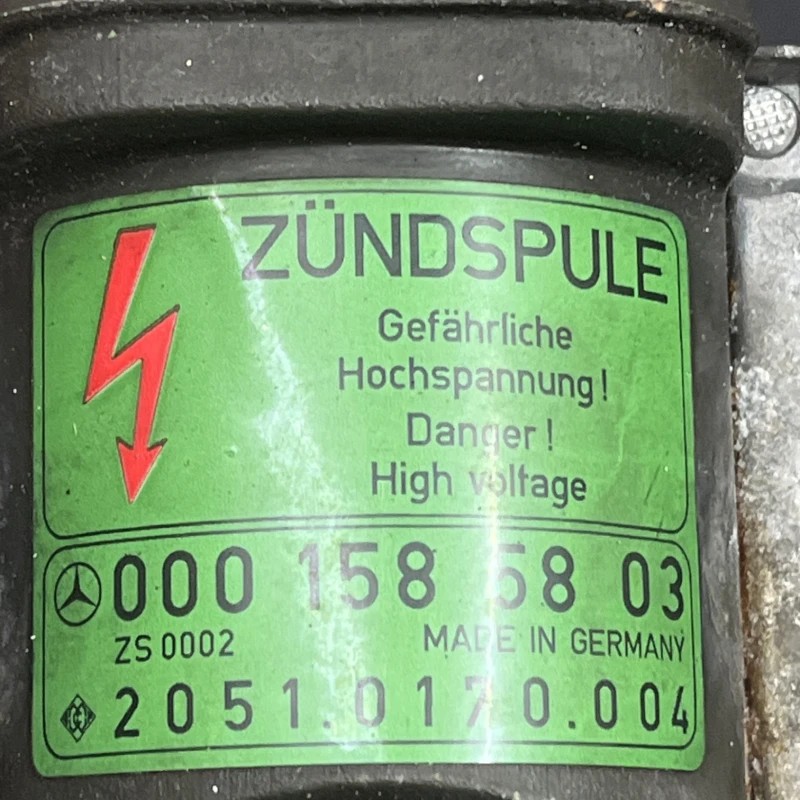 ZÜNDSPULE
Gefährliche
Hochspannung!
Danger!
High voltage
000 158 58 03
ZS 0002 MADE IN GERMANY
2051.0170.004